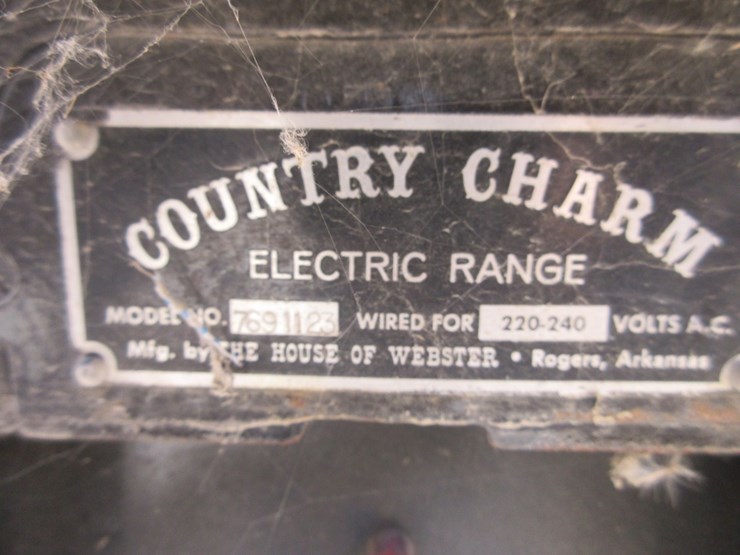 COUNTRY CHARM
ELECTRIC RANGE
MODEL NO. 7691123 WIRED FOR 220-240 VOLTS A.C.
Mfg. by THE HOUSE OF WEBSTER • Rogers, Arkansas